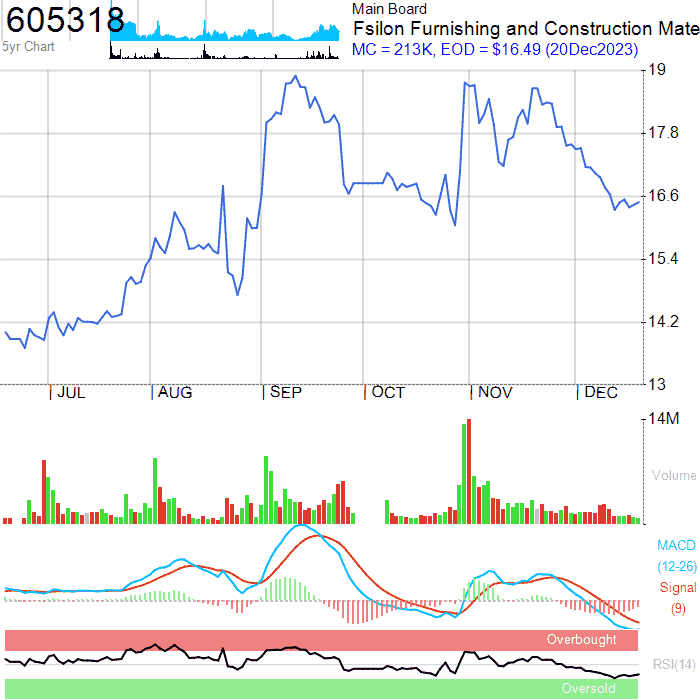 605318
5yr Chart
Main Board
Fsilon Furnishing and Construction Mate
MC = 213K, EOD = $16.49 (20Dec2023)
19
17.8
16.6
15.4
14.2
13
JUL AUG SEP OCT NOV DEC
14M
Volume
MACD
(12-26)
Signal
(9)
Overbought
RSI(14)
Oversold